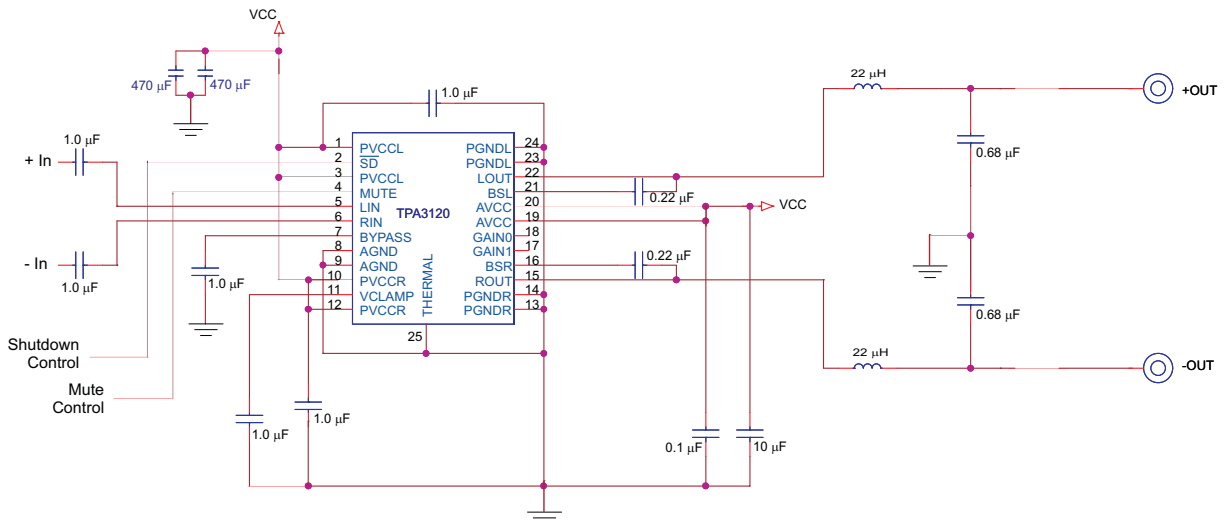 VCC
470 μF
470 μF
1.0 μF
22 μH
+OUT
1.0 μF
+ In
0.68 μF
1 PVCCL
2 SD
3 PVCCL
4 MUTE
5 LIN
6 RIN
7 BYPASS
8 AGND
9 AGND
10 PVCCR
11 VCLAMP
12 PVCCR
TPA3120
THERMAL
25
PGNDL 24
PGNDL 23
LOUT 22
BSL 21
AVCC 20
AVCC 19
GAIN0 18
GAIN1 17
BSR 16
ROUT 15
PGNDR 14
PGNDR 13
0.22 μF
VCC
0.22 μF
- In
1.0 μF
1.0 μF
0.68 μF
Shutdown
Control
22 μH
-OUT
Mute
Control
1.0 μF
1.0 μF
0.1 μF
10 μF